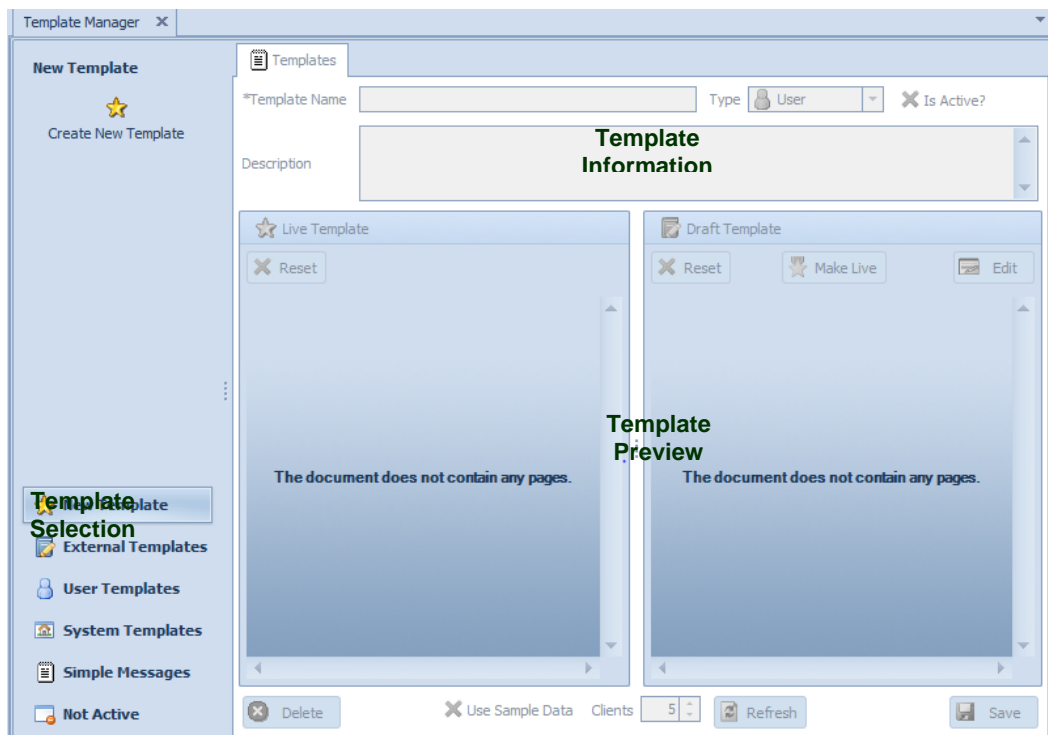 Template Manager
New Template
Create New Template
Templates
*Template Name
Type User
Is Active?
Description
Template
Information
Live Template
Reset
The document does not contain any pages.
Draft Template
Reset Make Live Edit
The document does not contain any pages.
Template
Preview
New Template
Template
Selection
External Templates
User Templates
System Templates
Simple Messages
Not Active
Delete Use Sample Data Clients 5 Refresh Save